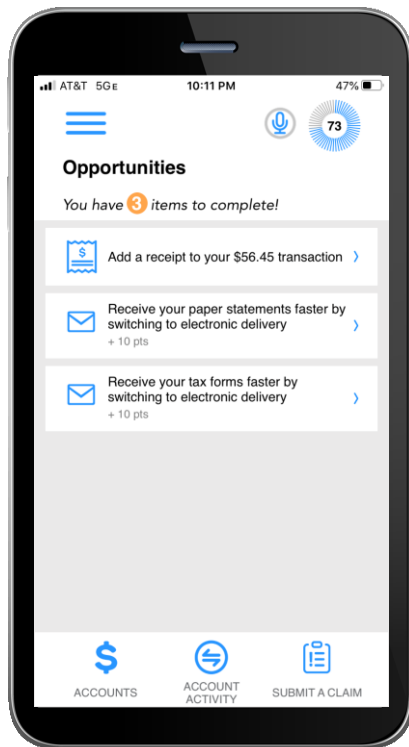 AT&T 5GE 10:11 PM 47%
73
Opportunities
You have 3 items to complete!
$
Add a receipt to your $56.45 transaction
Receive your paper statements faster by
switching to electronic delivery
+ 10 pts
Receive your tax forms faster by
switching to electronic delivery
+ 10 pts
$
ACCOUNTS
ACCOUNT
ACTIVITY
SUBMIT A CLAIM